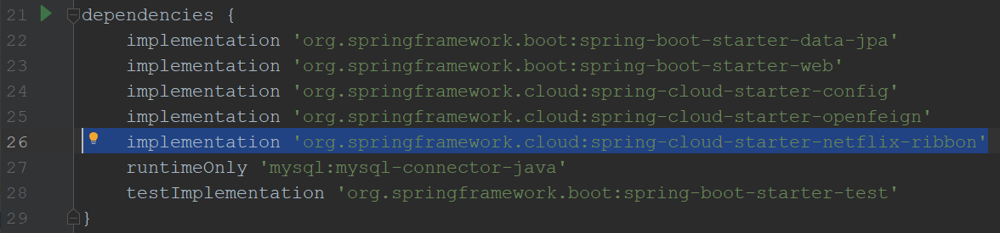 21 dependencies {
22 implementation 'org.springframework.boot:spring-boot-starter-data-jpa'
23 implementation 'org.springframework.boot:spring-boot-starter-web'
24 implementation 'org.springframework.cloud:spring-cloud-starter-config'
25 implementation 'org.springframework.cloud:spring-cloud-starter-openfeign'
26 implementation 'org.springframework.cloud:spring-cloud-starter-netflix-ribbon'
27 runtimeOnly 'mysql:mysql-connector-java'
28 testImplementation 'org.springframework.boot:spring-boot-starter-test'
29 }